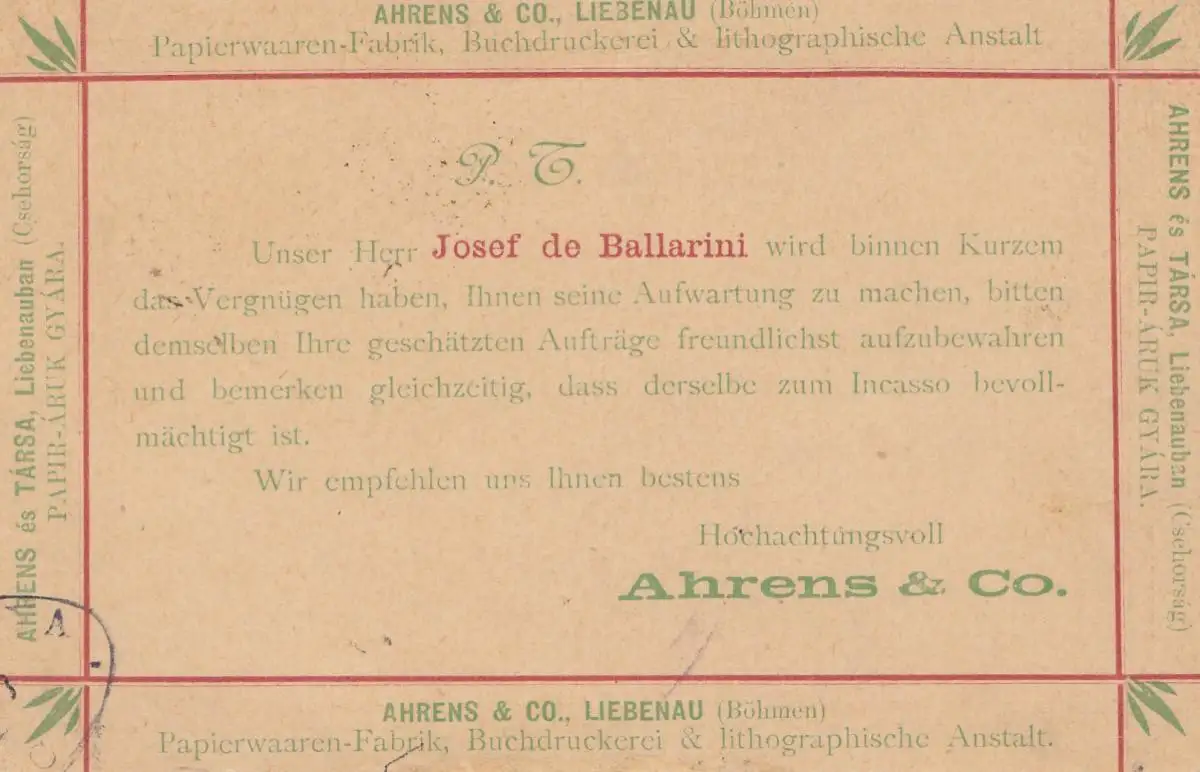 AHRENS & CO., LIEBENAU (Böhmen)
Papierwaaren-Fabrik, Buchdruckerei & lithographische Anstalt
AHRENS és TÁRSA, Liebenauban (Csehország)
PAPIR-ÁRUK GYÁRA.
P. T.
Unser Herr Josef de Ballarini wird binnen Kurzem
das Vergnügen haben, Ihnen seine Aufwartung zu machen, bitten
demselben Ihre geschätzten Aufträge freundlichst aufzubewahren
und bemerken gleichzeitig, dass derselbe zum Incasso bevoll-
mächtigt ist.
Wir empfehlen uns Ihnen bestens
Hochachtungsvoll
Ahrens & Co.
AHRENS és TÁRSA, Liebenauban (Csehorság)
PAPIR-ÁRUK GYÁRA.
A
AHRENS & CO., LIEBENAU (Böhmen)
Papierwaaren-Fabrik, Buchdruckerei & lithographische Anstalt.